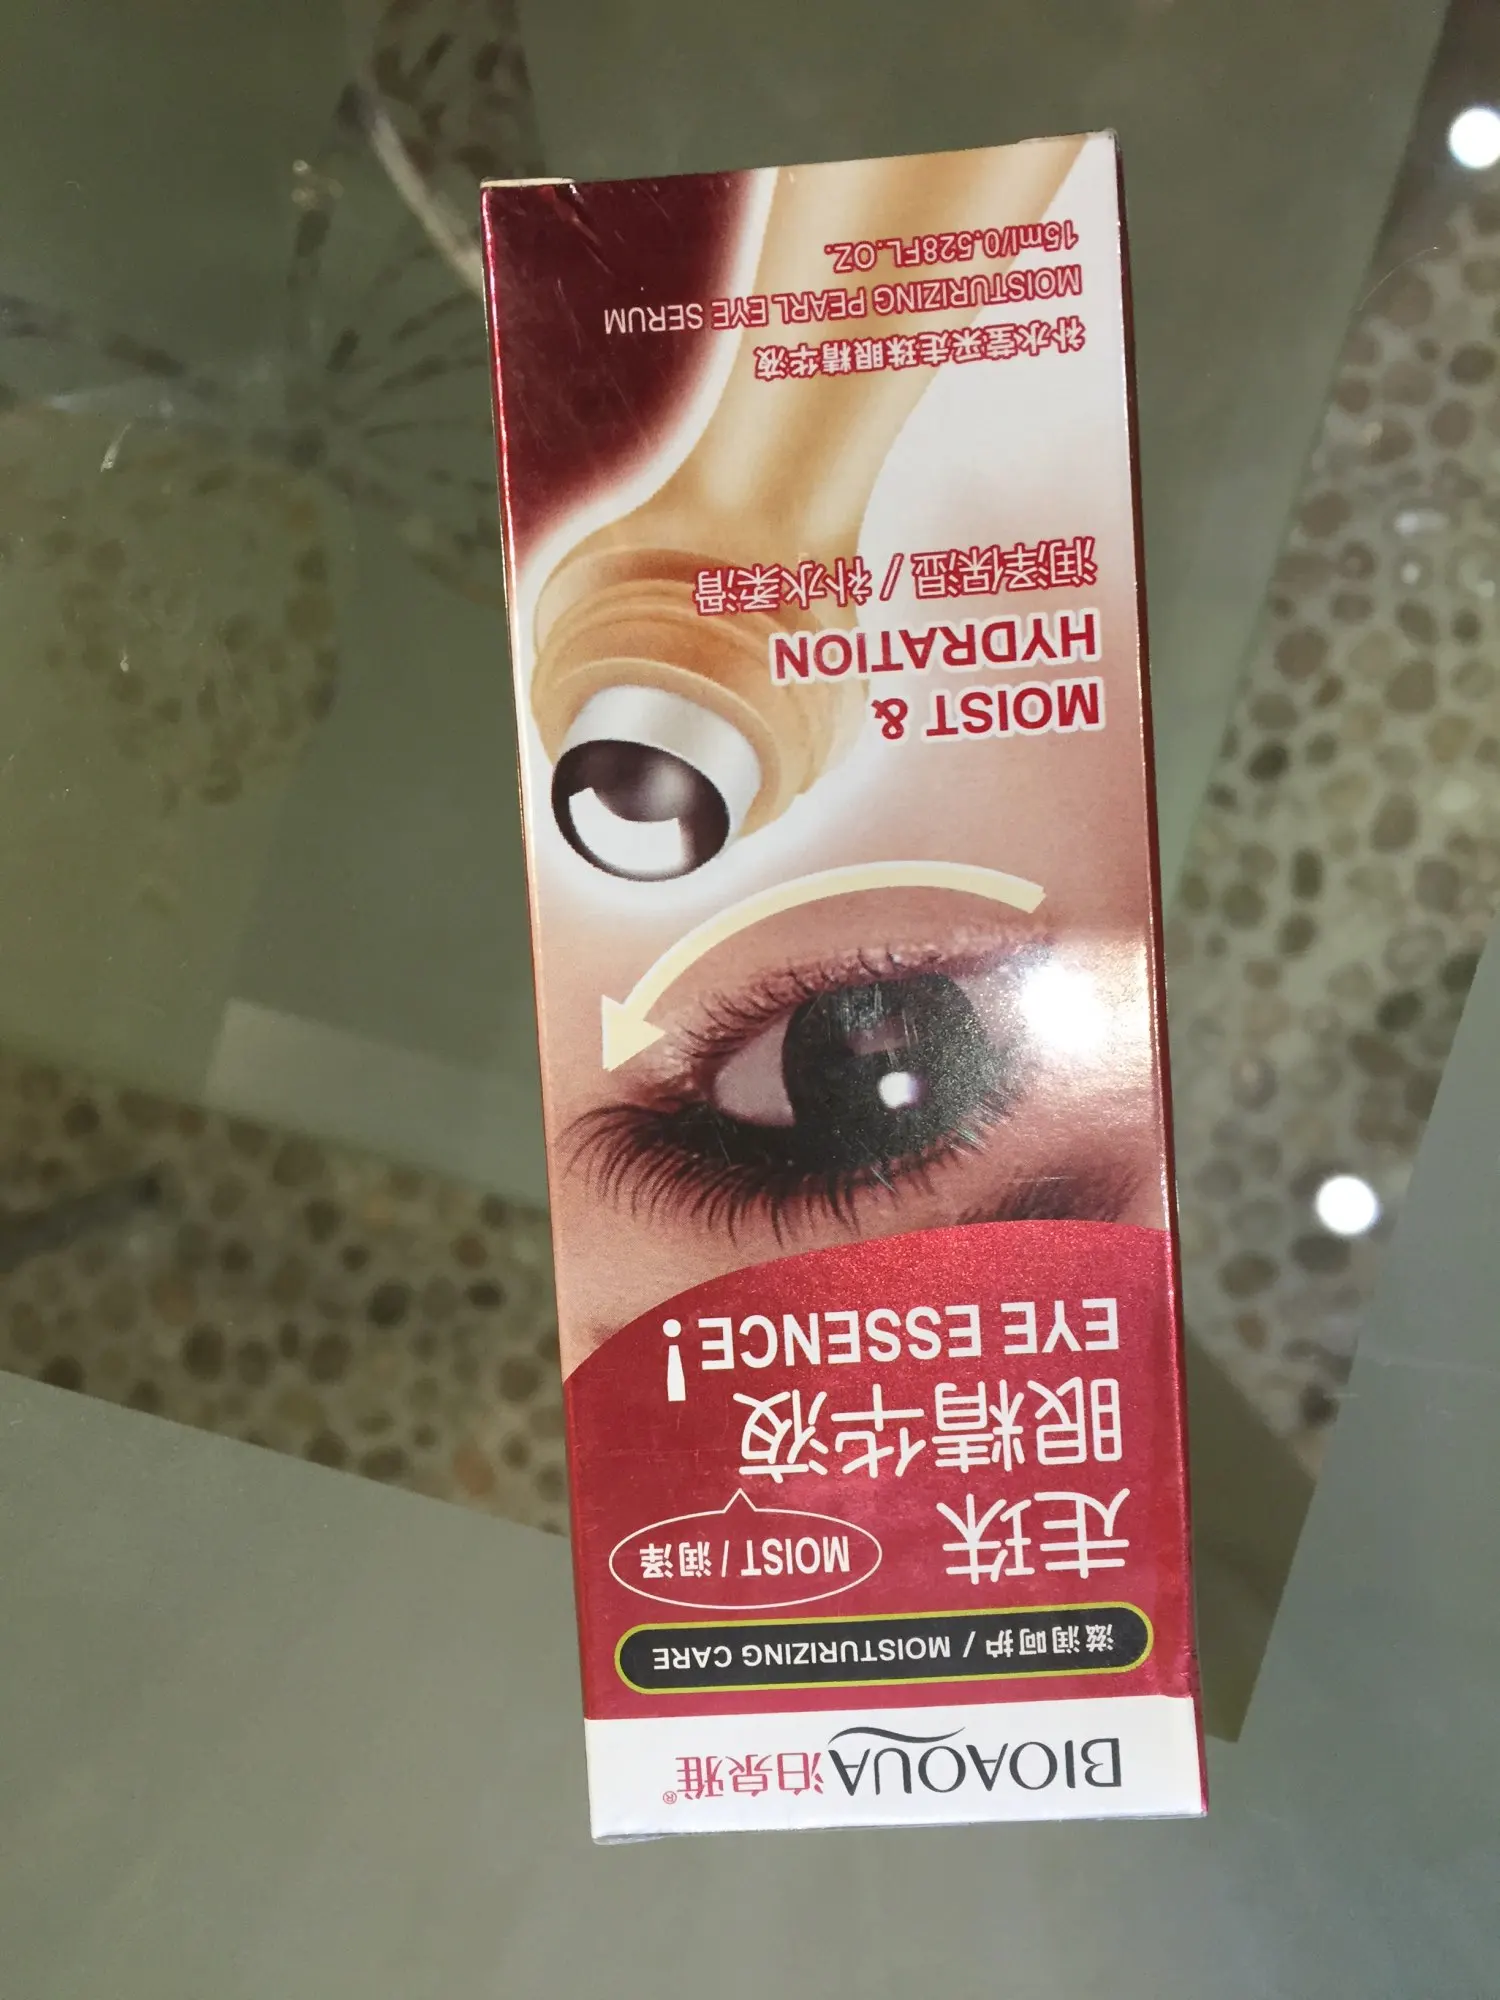 BIOAQUA泊泉雅®
滋润呵护 / MOISTURIZING CARE
走珠
MOIST / 润泽
眼精华液
EYE ESSENCE!
MOIST &
HYDRATION
润泽保湿 / 补水柔滑
补水莹采走珠眼精华液
MOISTURIZING PEARL EYE SERUM
15ml/0.528FL.OZ.